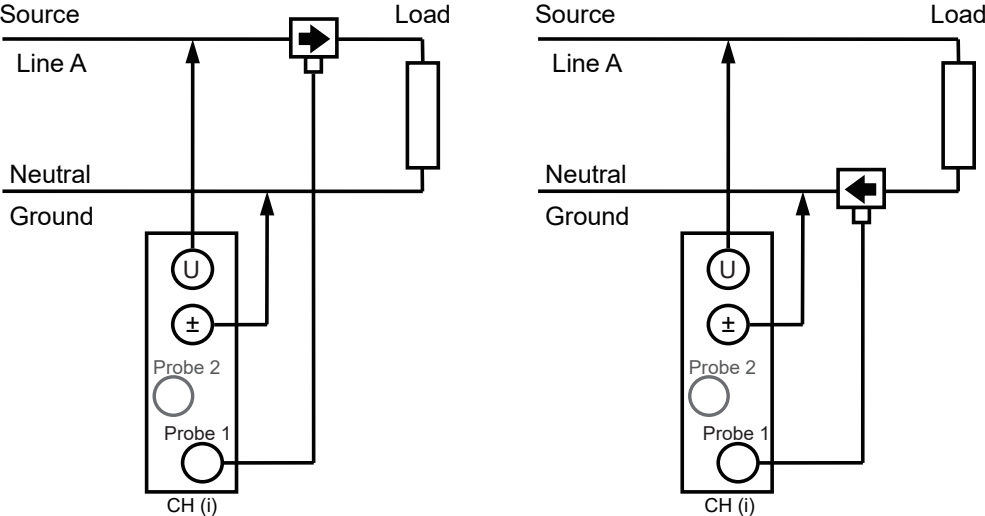 Source
Load
Line A
Neutral
Ground
U
±
Probe 2
Probe 1
CH (i)
Source
Load
Line A
Neutral
Ground
U
±
Probe 2
Probe 1
CH (i)